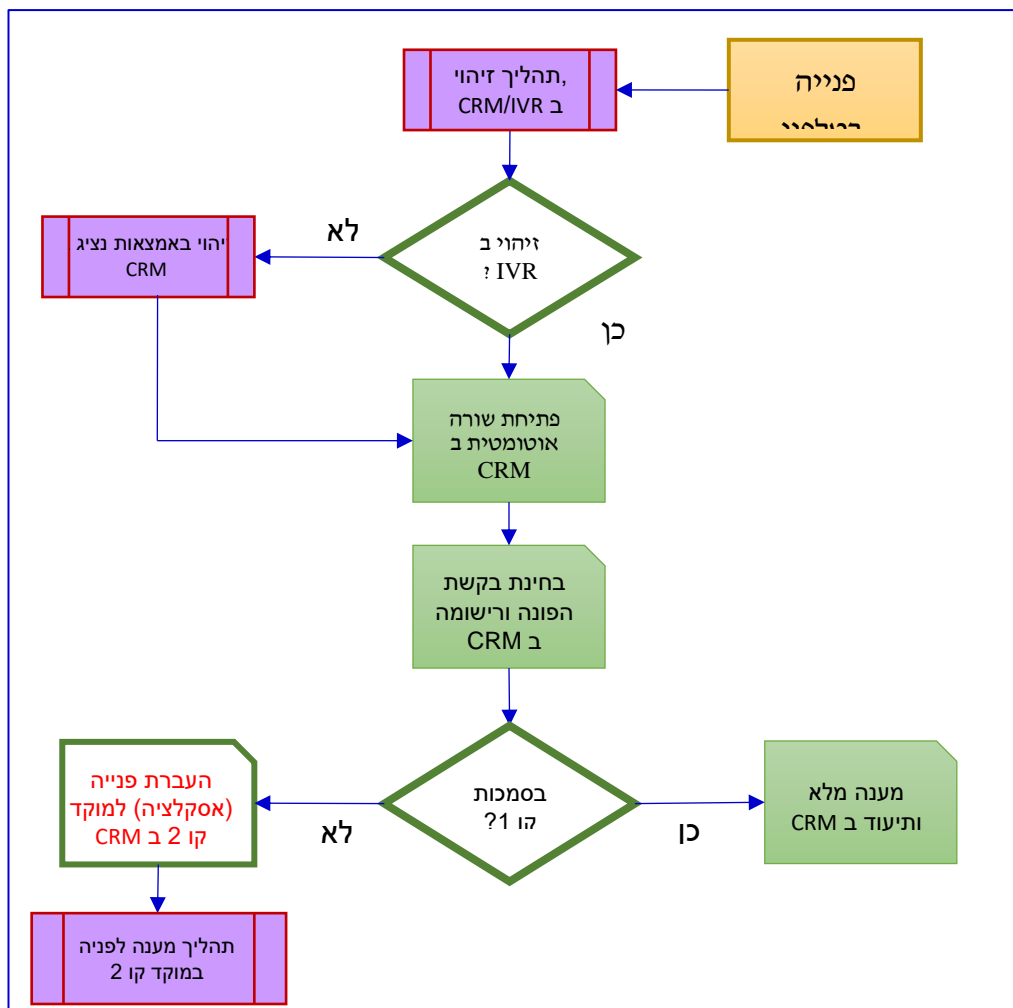 פנייה
תהליך זיהוי,
ב CRM/IVR
זיהוי ב
IVR ?
לא
יהוי באמצאות נציג
CRM
כן
פתיחת שורה
אוטומטית ב
CRM
בחינת בקשת
הפונה ורישומה
ב CRM
בסמכות
קו 1?
כן
מענה מלא
ותיעוד ב CRM
לא
העברת פנייה
(אסקלציה) למוקד
קו 2 ב CRM
תהליך מענה לפניה
במוקד קו 2